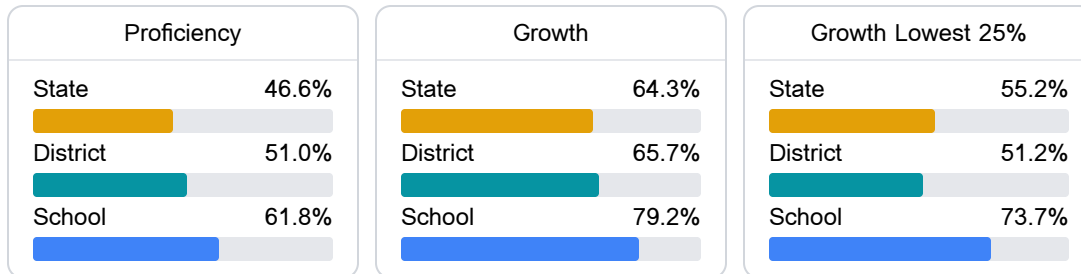 Proficiency
State 46.6%
District 51.0%
School 61.8%
Growth
State 64.3%
District 65.7%
School 79.2%
Growth Lowest 25%
State 55.2%
District 51.2%
School 73.7%